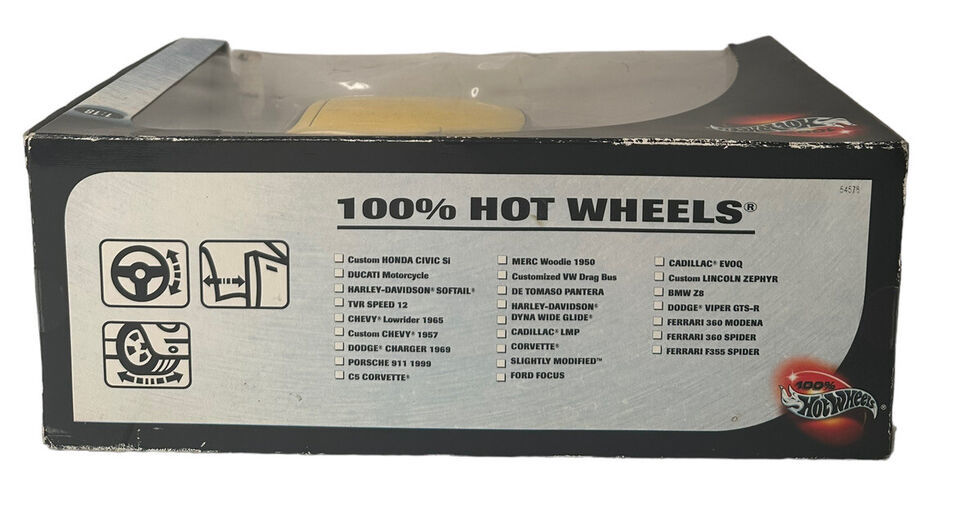 1:18
100% HOT WHEELS®
54578
Custom HONDA CIVIC Si
DUCATI Motorcycle
HARLEY-DAVIDSON® SOFTAIL®
TVR SPEED 12
CHEVY® Lowrider 1965
Custom CHEVY® 1957
DODGE® CHARGER 1969
PORSCHE 911 1999
C5 CORVETTE®
MERC Woodie 1950
Customized VW Drag Bus
DE TOMASO PANTERA
HARLEY-DAVIDSON®
DYNA WIDE GLIDE®
CADILLAC® LMP
CORVETTE®
SLIGHTLY MODIFIED™
FORD FOCUS
CADILLAC® EVOQ
Custom LINCOLN ZEPHYR
BMW Z8
DODGE® VIPER GTS-R
FERRARI 360 MODENA
FERRARI 360 SPIDER
FERRARI F355 SPIDER
100%
Hot Wheels®